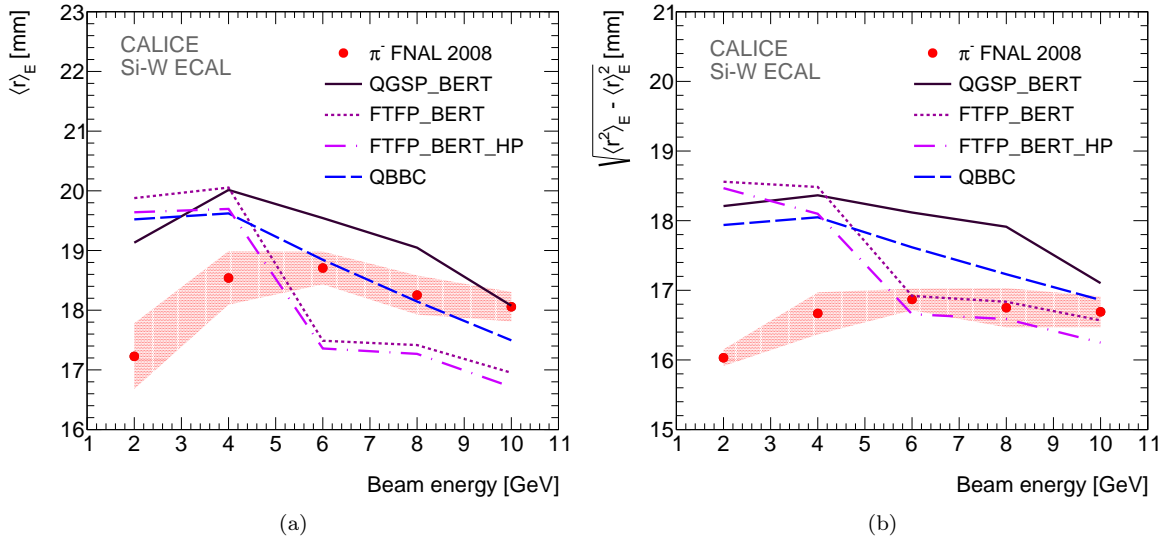 ⟨r⟩_E [mm]
23
22
21
20
19
18
17
16
CALICE
Si-W ECAL
π⁻ FNAL 2008
QGSP_BERT
FTFP_BERT
FTFP_BERT_HP
QBBC
1 2 3 4 5 6 7 8 9 10 11
Beam energy [GeV]
(a)
√⟨r²⟩_E - ⟨r⟩²_E [mm]
21
20
19
18
17
16
15
CALICE
Si-W ECAL
π⁻ FNAL 2008
QGSP_BERT
FTFP_BERT
FTFP_BERT_HP
QBBC
1 2 3 4 5 6 7 8 9 10 11
Beam energy [GeV]
(b)